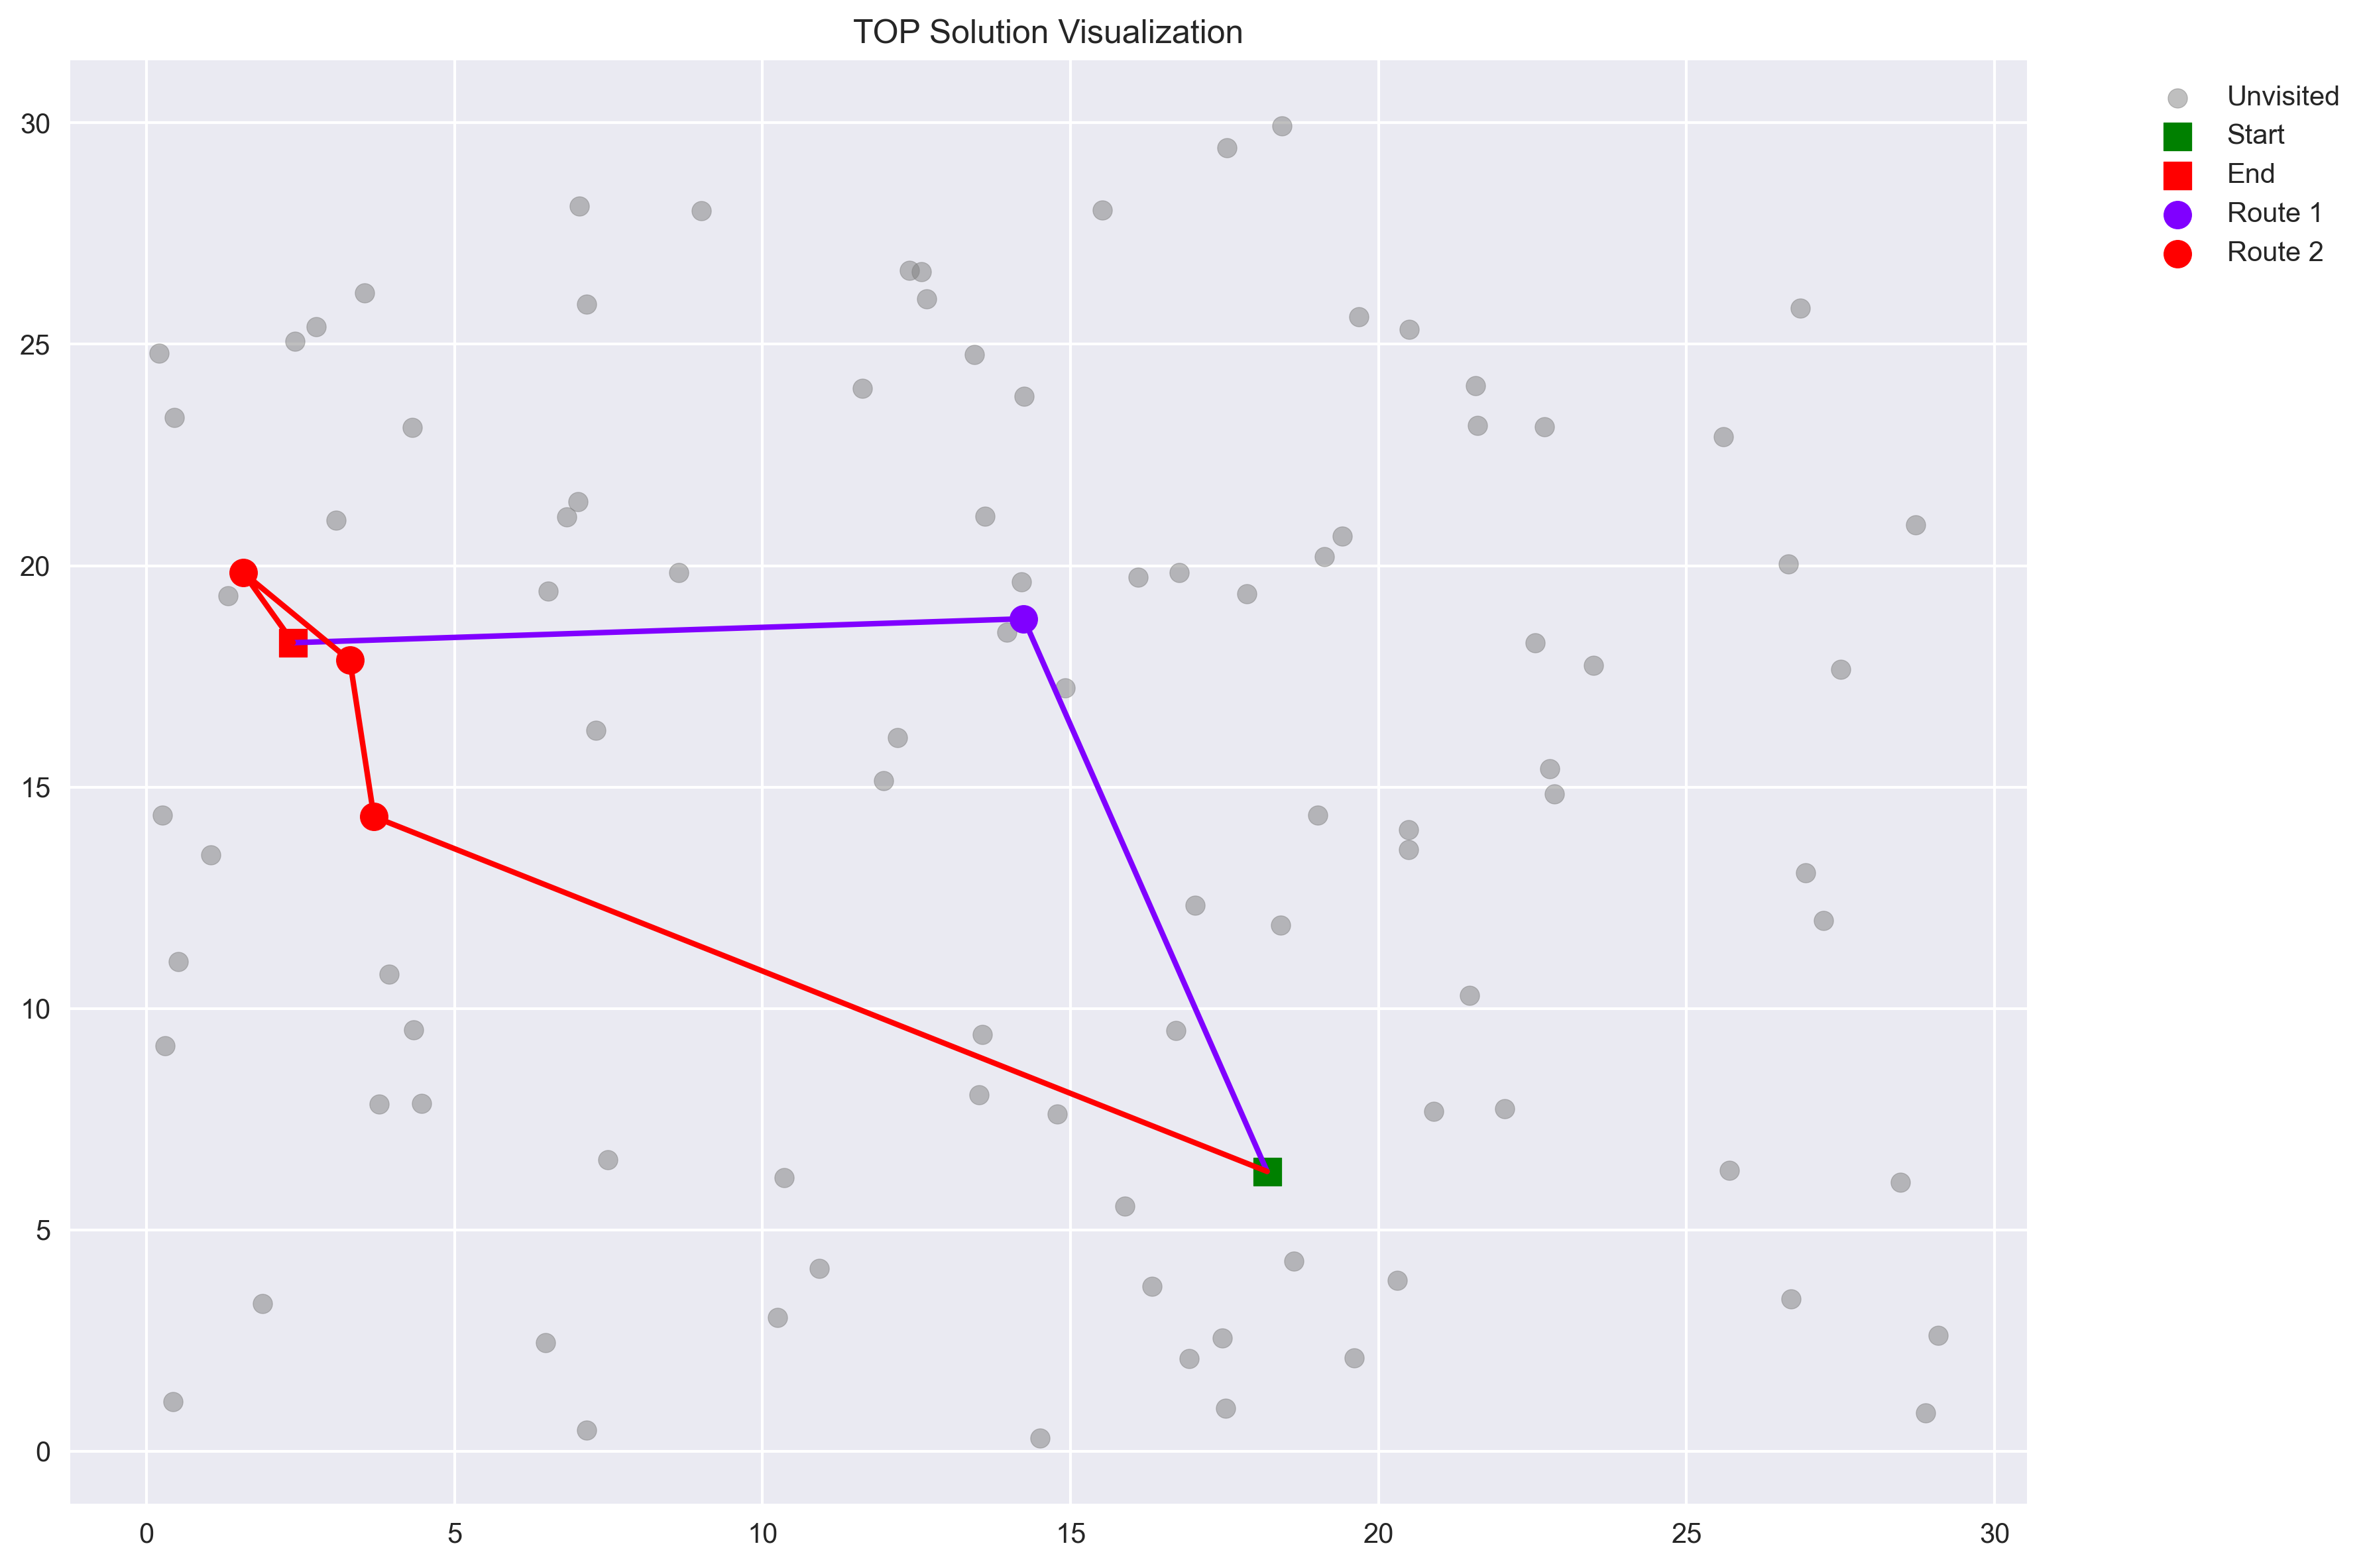 TOP Solution Visualization
Unvisited
Start
End
Route 1
Route 2
30
25
20
15
10
5
0
0 5 10 15 20 25 30